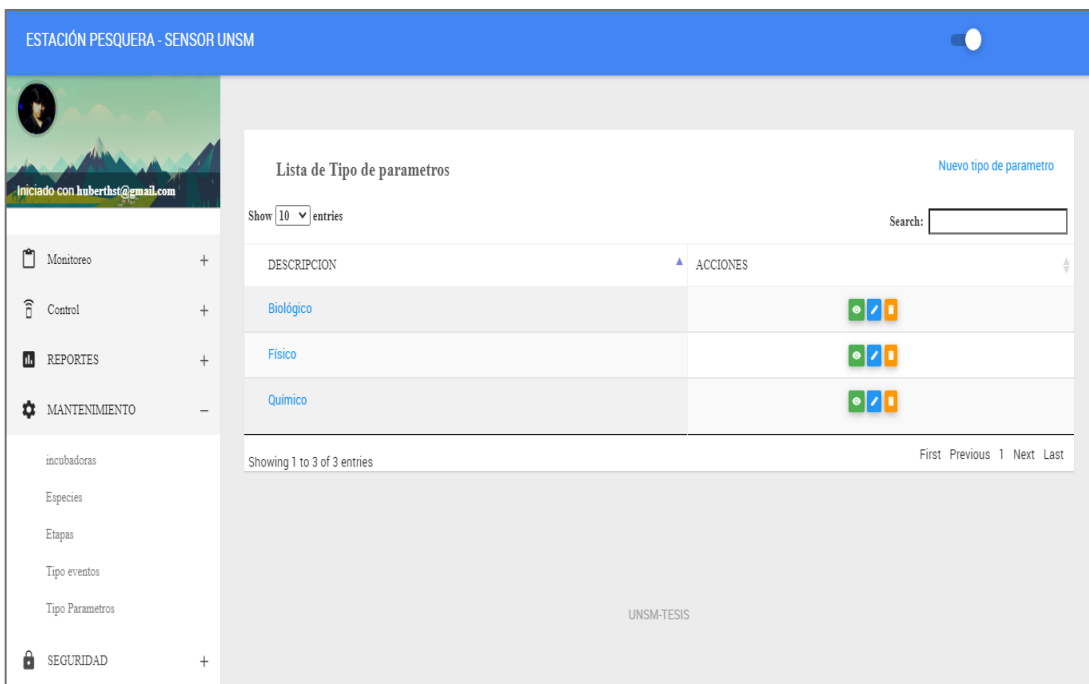 ESTACIÓN PESQUERA - SENSOR UNSM
Iniciado con huberthst@gmail.com
Monitoreo +
Control +
REPORTES +
MANTENIMIENTO –
incubadoras
Especies
Etapas
Tipo eventos
Tipo Parametros
SEGURIDAD +
Lista de Tipo de parametros
Nuevo tipo de parametro
Show 10 entries
Search:
DESCRIPCION ACCIONES
Biológico
Físico
Químico
Showing 1 to 3 of 3 entries
First Previous 1 Next Last
UNSM-TESIS